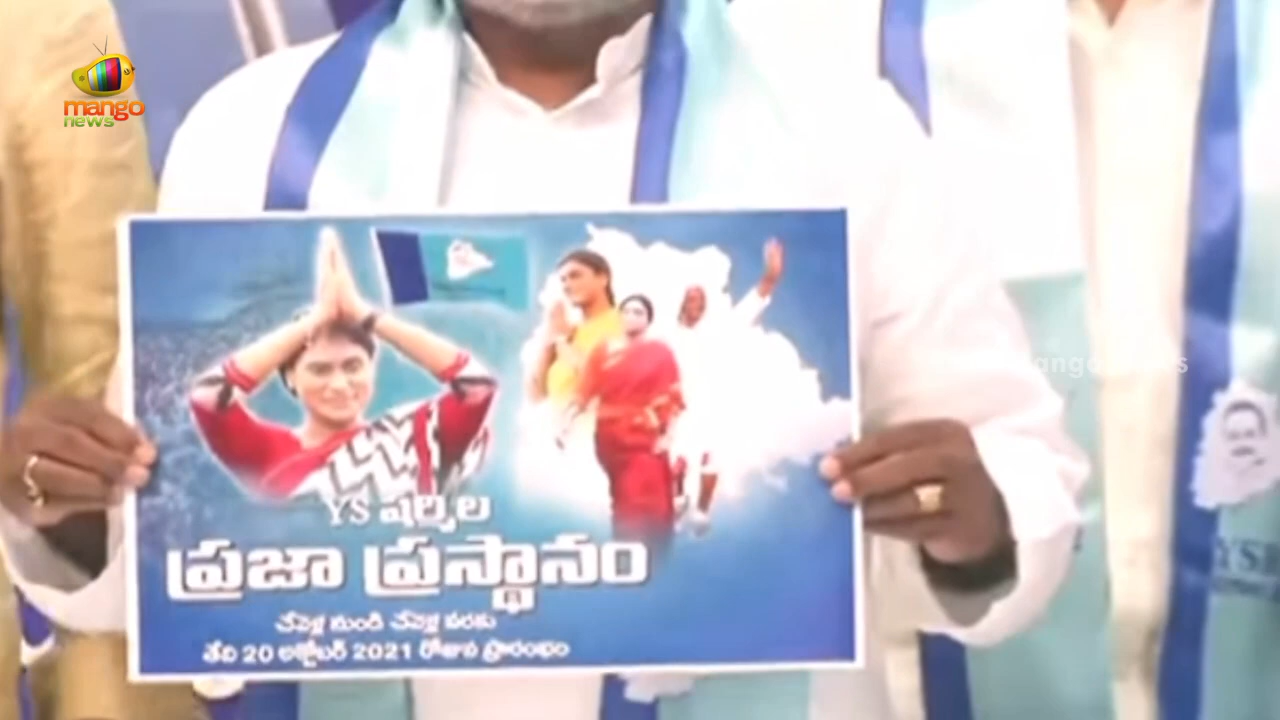 mango
news
YS షర్మిల
ప్రజా ప్రస్థానం
చేవెళ్ల నుండి చేవెళ్ల వరకు
తేది 20 అక్టోబర్ 2021 రోజున ప్రారంభం